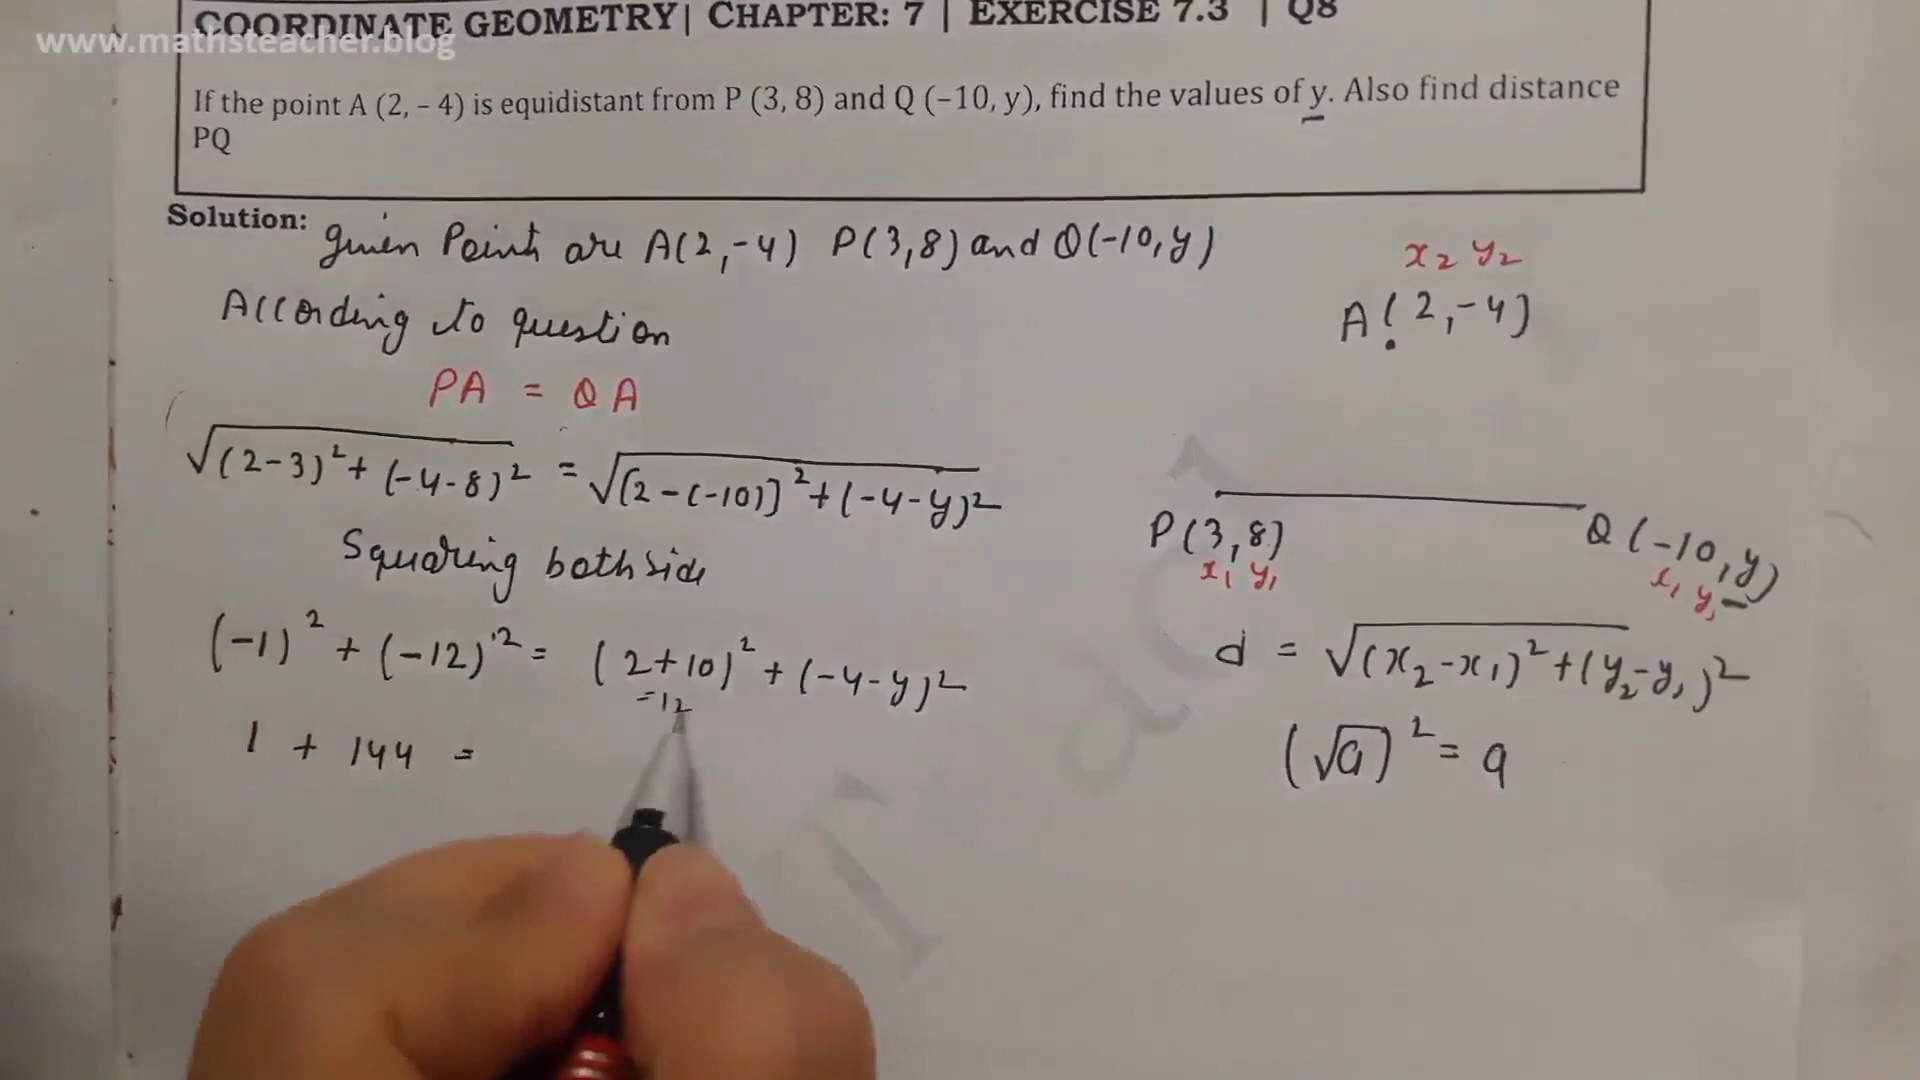 COORDINATE GEOMETRY| CHAPTER: 7 | EXERCISE 7.3 | Q8
www.mathsteacher.blog
If the point A (2, – 4) is equidistant from P (3, 8) and Q (–10, y), find the values of y. Also find distance
PQ
Solution: given Points are A(2,-4) P(3,8) and Q(-10,y)
According to question
PA = QA
√(2-3)²+(-4-8)² = √[2-(-10)]²+(-4-y)²
Squaring both side
(-1)² + (-12)² = (2+10)² + (-4-y)²
=12
1 + 144 =
x₂ y₂
A(2,-4)
P(3,8) Q(-10,y)
x₁ y₁ x₁ y₁
d = √(x₂-x₁)²+(y₂-y₁)²
(√a)² = a